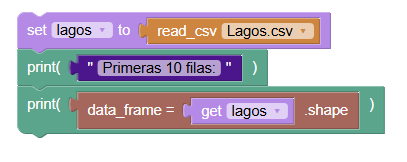 set lagos to read_csv Lagos.csv
print( " Primeras 10 filas: " )
print( data_frame = get lagos .shape )